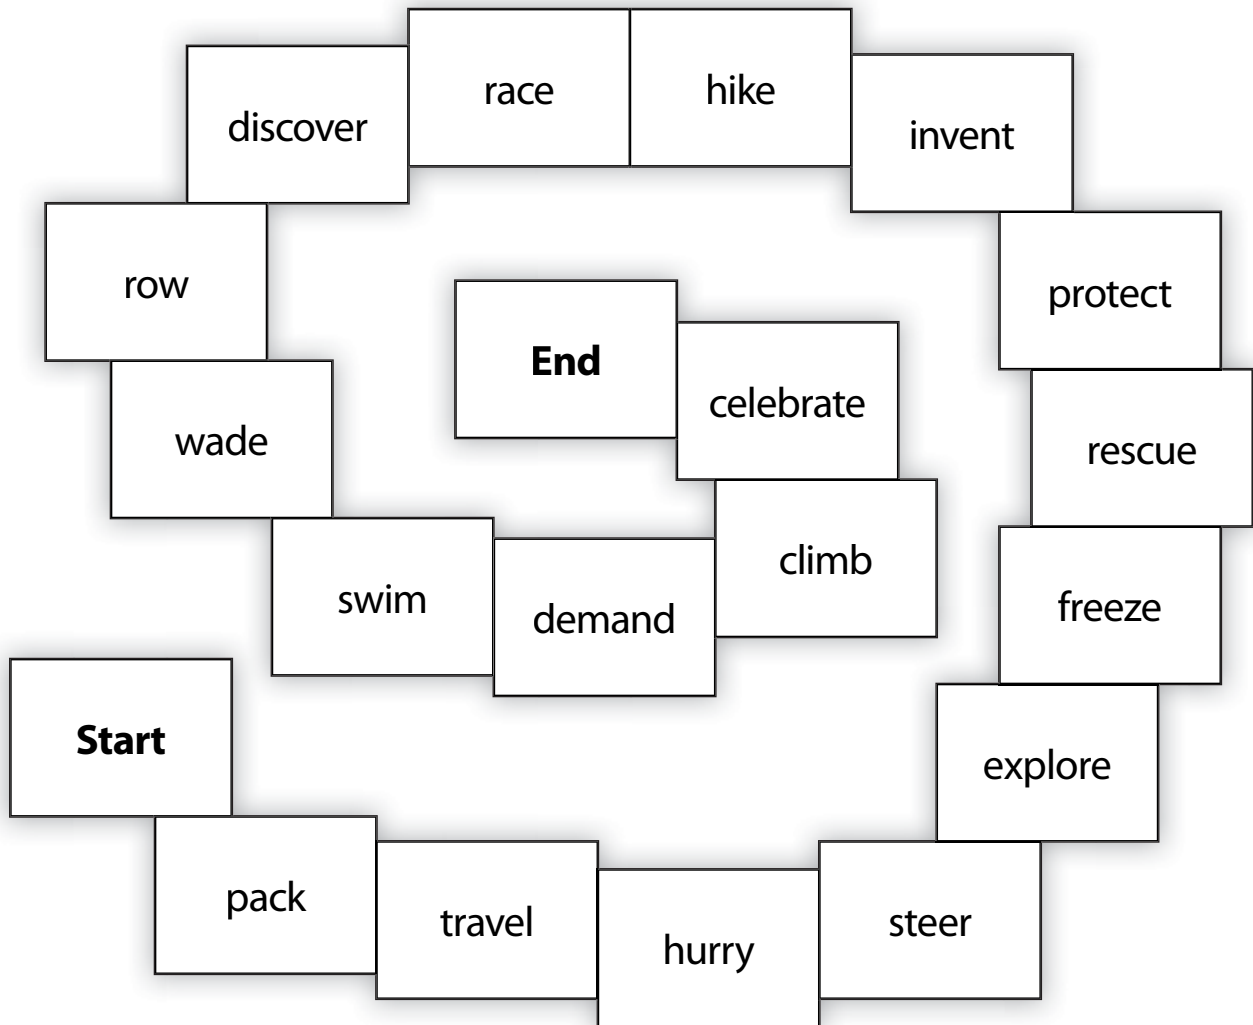 Start
pack
travel
hurry
steer
explore
freeze
rescue
protect
invent
hike
race
discover
row
wade
swim
demand
climb
celebrate
End